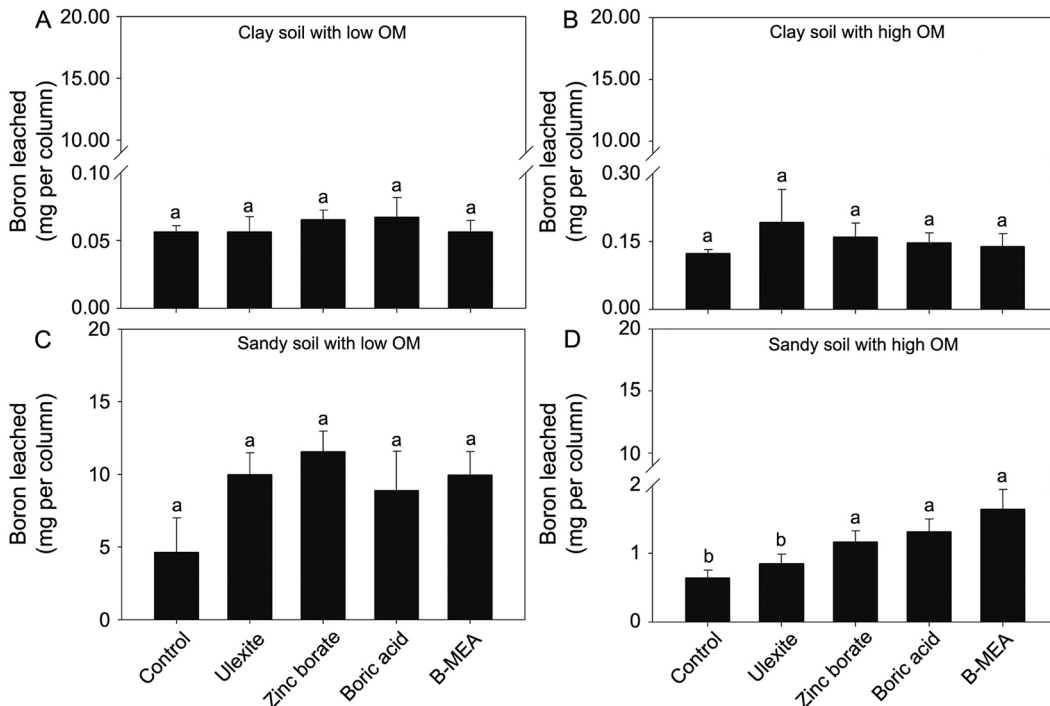 A
Clay soil with low OM
20.00
15.00
10.00
0.10
0.05
0.00
Boron leached
(mg per column)
a
a
a
a
a
B
Clay soil with high OM
20.00
15.00
10.00
0.30
0.15
0.00
Boron leached
(mg per column)
a
a
a
a
a
C
Sandy soil with low OM
20
15
10
5
0
Boron leached
(mg per column)
a
a
a
a
a
Control
Ulexite
Zinc borate
Boric acid
B-MEA
D
Sandy soil with high OM
20
15
10
2
1
0
Boron leached
(mg per column)
b
b
a
a
a
Control
Ulexite
Zinc borate
Boric acid
B-MEA